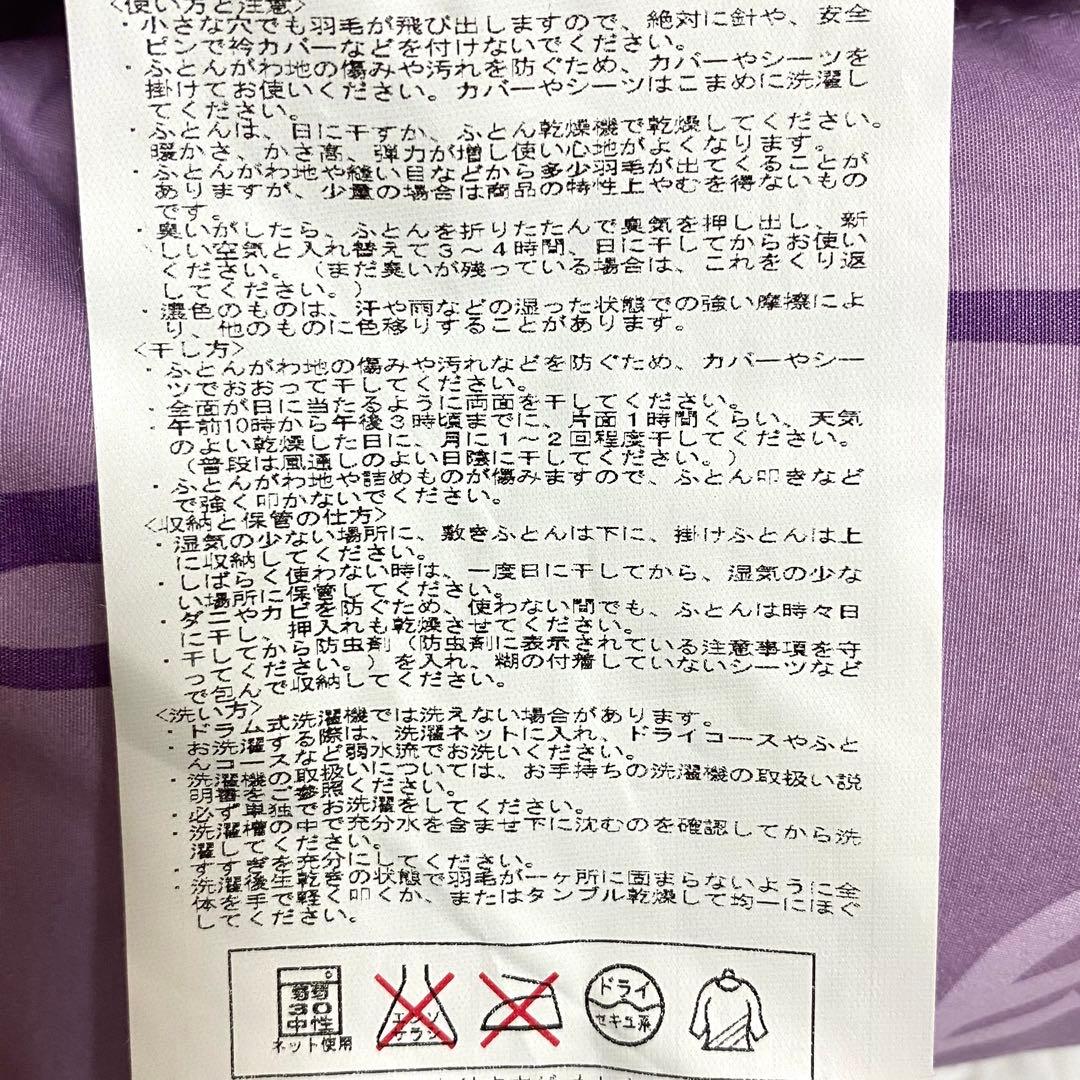 <使い方と注意>
・小さな穴でも羽毛が飛び出しますので、絶対に針や、安全
ピンで衿カバーなどを付けないでください。
・ふとんがわ地の傷みや汚れを防ぐため、カバーやシーツを
掛けてお使いください。カバーやシーツはこまめに洗濯し
てください。
・ふとんは、日に干すか、ふとん乾燥機で乾燥してください。
暖かさ、かさ高、弾力が増し使い心地がよくなります。
・ふとんがわ地や縫い目などから多少羽毛が出てくることが
ありますが、少量の場合は商品の特性上やむを得ないもの
です。
・臭いがしたら、ふとんを折りたたんで臭気を押し出し、新
しい空気と入れ替えて3〜4時間、日に干してからお使い
ください。（まだ臭いが残っている場合は、これをくり返
してください。）
・濃色のものは、汗や雨などの湿った状態での強い摩擦によ
り、他のものに色移りすることがあります。
<干し方>
・ふとんがわ地の傷みや汚れなどを防ぐため、カバーやシー
ツでおおって干してください。
・全面が日に当たるように両面を干してください。
・午前10時から午後3時頃までに、片面1時間くらい、天気
のよい乾燥した日に、月に1〜2回程度干してください。
（普段は風通しのよい日陰に干してください。）
・ふとんがわ地や詰めものが傷みますので、ふとん叩きなど
で強く叩かないでください。
<収納と保管の仕方>
・湿気の少ない場所に、敷きふとんは下に、掛けふとんは上
に収納してください。
・しばらく使わない時は、一度日に干してから、湿気の少な
い場所に保管してください。
・ダニやカビを防ぐため、使わない間でも、ふとんは時々日
に干し、押入れも乾燥させてください。
・干してから防虫剤（防虫剤に表示されている注意事項を守
ってください。）を入れ、糊の付着していないシーツなど
で包んで収納してください。
<洗い方>
・ドラム式洗濯機では洗えない場合があります。
・お洗濯する際は、洗濯ネットに入れ、ドライコースやふと
んコースなど弱水流でお洗いください。
・洗濯機の取扱いについては、お手持ちの洗濯機の取扱い説
明書をご参照ください。
・必ず単独でお洗濯をしてください。
・洗濯槽の中で充分水を含ませ下に沈むのを確認してから洗
濯してください。
・すすぎを充分にしてください。
・洗濯後生乾きの状態で羽毛が一ヶ所に固まらないように全
体を手で軽く叩くか、またはタンブル乾燥して均一にほぐ
してください。
弱
30
中性
ネット使用
エンソ
サラシ
ドライ
セキユ系